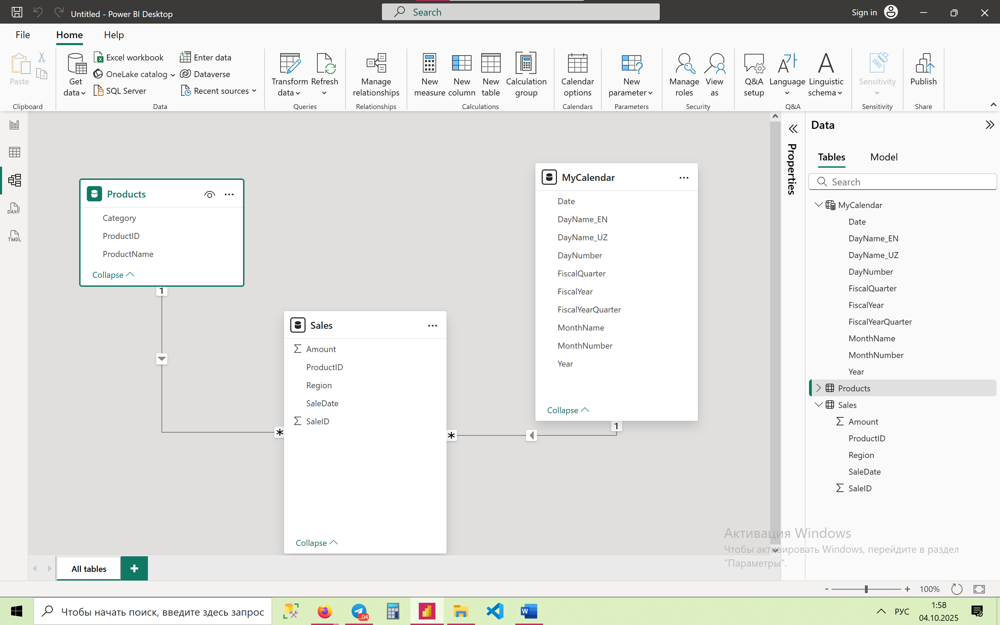 Untitled - Power BI Desktop
Search
Sign in
File
Home
Help
Paste
Clipboard
Get data
Excel workbook
OneLake catalog
SQL Server
Enter data
Dataverse
Recent sources
Data
Transform data
Refresh
Queries
Manage relationships
Relationships
New measure
New column
New table
Calculation group
Calculations
Calendar options
Calendars
New parameter
Parameters
Manage roles
View as
Security
Q&A setup
Language
Linguistic schema
Q&A
Sensitivity
Sensitivity
Publish
Share
DAX
TMDL
Products
Category
ProductID
ProductName
Collapse
1
*
Sales
Amount
ProductID
Region
SaleDate
SaleID
Collapse
*
1
MyCalendar
Date
DayName_EN
DayName_UZ
DayNumber
FiscalQuarter
FiscalYear
FiscalYearQuarter
MonthName
MonthNumber
Year
Collapse
Properties
Data
Tables
Model
Search
MyCalendar
Date
DayName_EN
DayName_UZ
DayNumber
FiscalQuarter
FiscalYear
FiscalYearQuarter
MonthName
MonthNumber
Year
Products
Sales
Amount
ProductID
Region
SaleDate
SaleID
Активация Windows
Чтобы активировать Windows, перейдите в раздел
"Параметры".
All tables
+
- + 100%
Чтобы начать поиск, введите здесь запрос
..04
W
РУС
1:58
04.10.2025